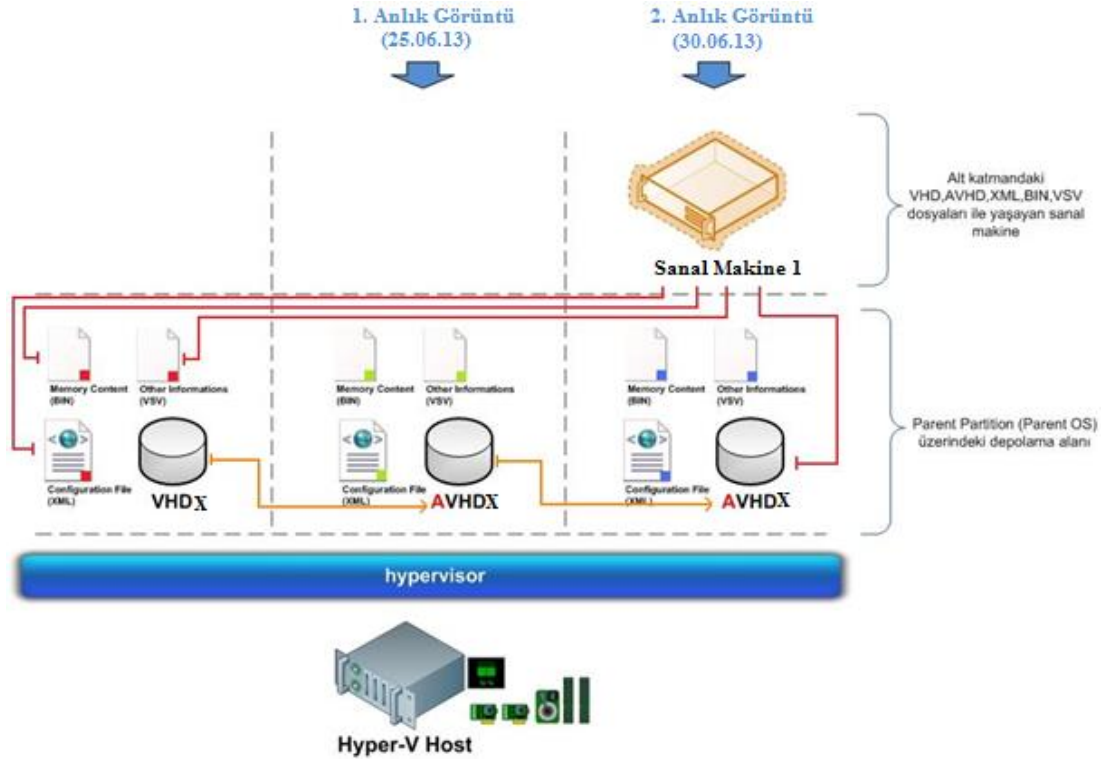 1. Anlık Görüntü
(25.06.13)
2. Anlık Görüntü
(30.06.13)
Alt katmandaki
VHD,AVHD,XML,BIN,VSV
dosyaları ile yaşayan sanal
makine
Sanal Makine 1
Memory Content
(BIN)
Other Informations
(VSV)
Memory Content
(BIN)
Other Informations
(VSV)
Memory Content
(BIN)
Other Informations
(VSV)
Configuration File
(XML)
VHDX
Configuration File
(XML)
AVHDX
Configuration File
(XML)
AVHDX
Parent Partition (Parent OS)
üzerindeki depolama alanı
hypervisor
Hyper-V Host